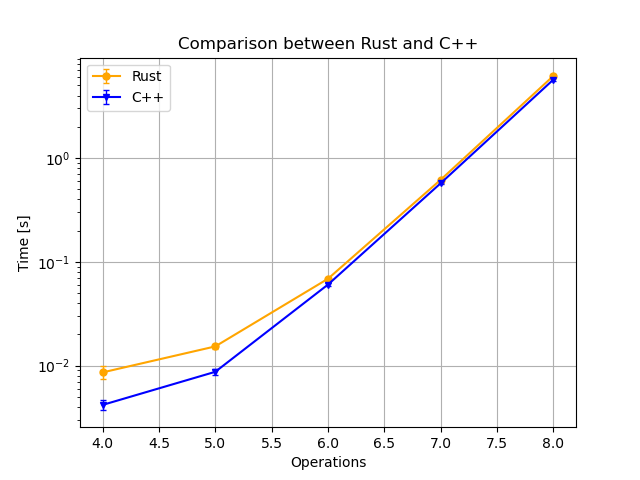 Comparison between Rust and C++
Rust
C++
Time [s]
10⁰
10⁻¹
10⁻²
4.0 4.5 5.0 5.5 6.0 6.5 7.0 7.5 8.0
Operations